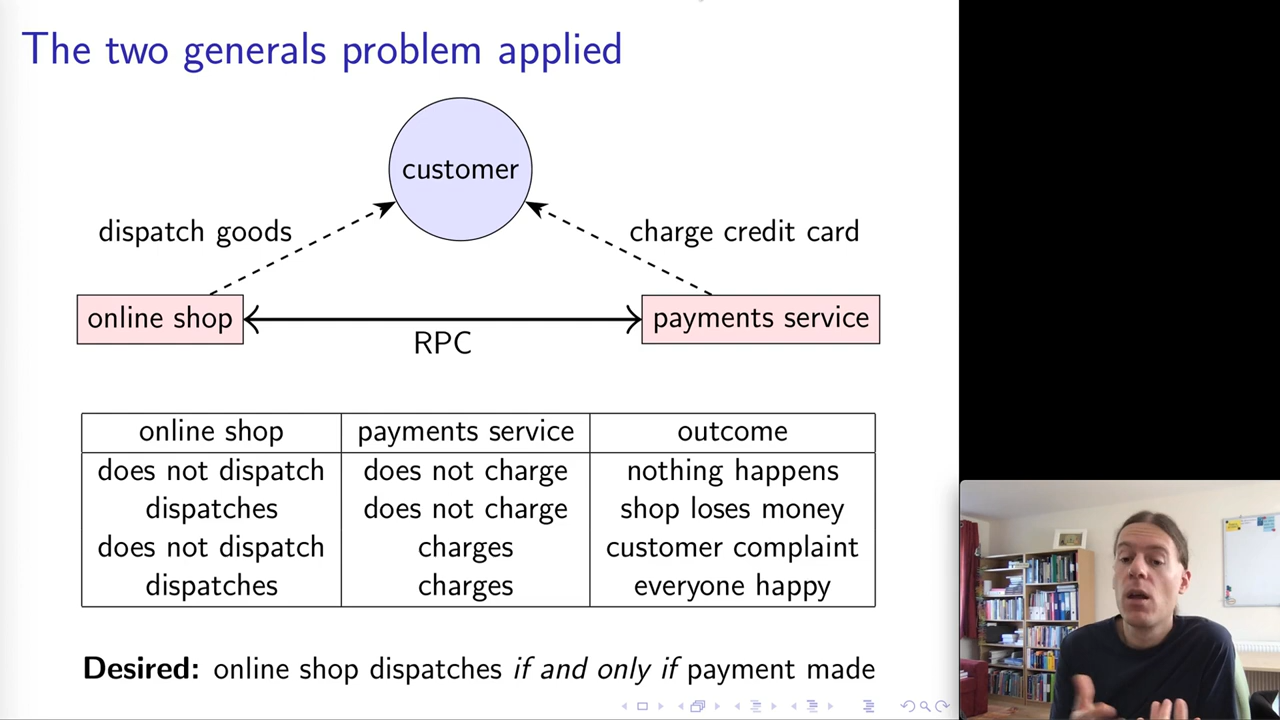 The two generals problem applied
customer
dispatch goods
charge credit card
online shop
payments service
RPC
online shop payments service outcome
does not dispatch does not charge nothing happens
dispatches does not charge shop loses money
does not dispatch charges customer complaint
dispatches charges everyone happy
Desired: online shop dispatches if and only if payment made